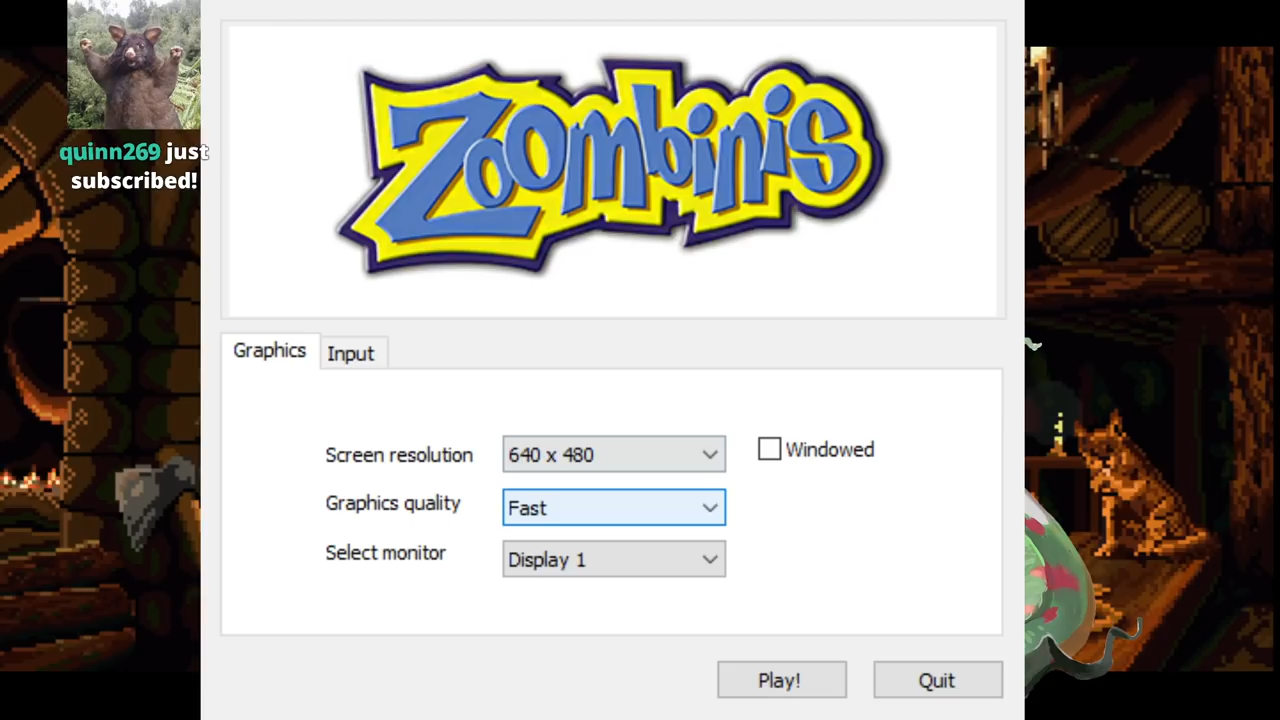 quinn269 just
subscribed!
Zoombinis
Graphics
Input
Screen resolution
640 x 480
Windowed
Graphics quality
Fast
Select monitor
Display 1
Play!
Quit